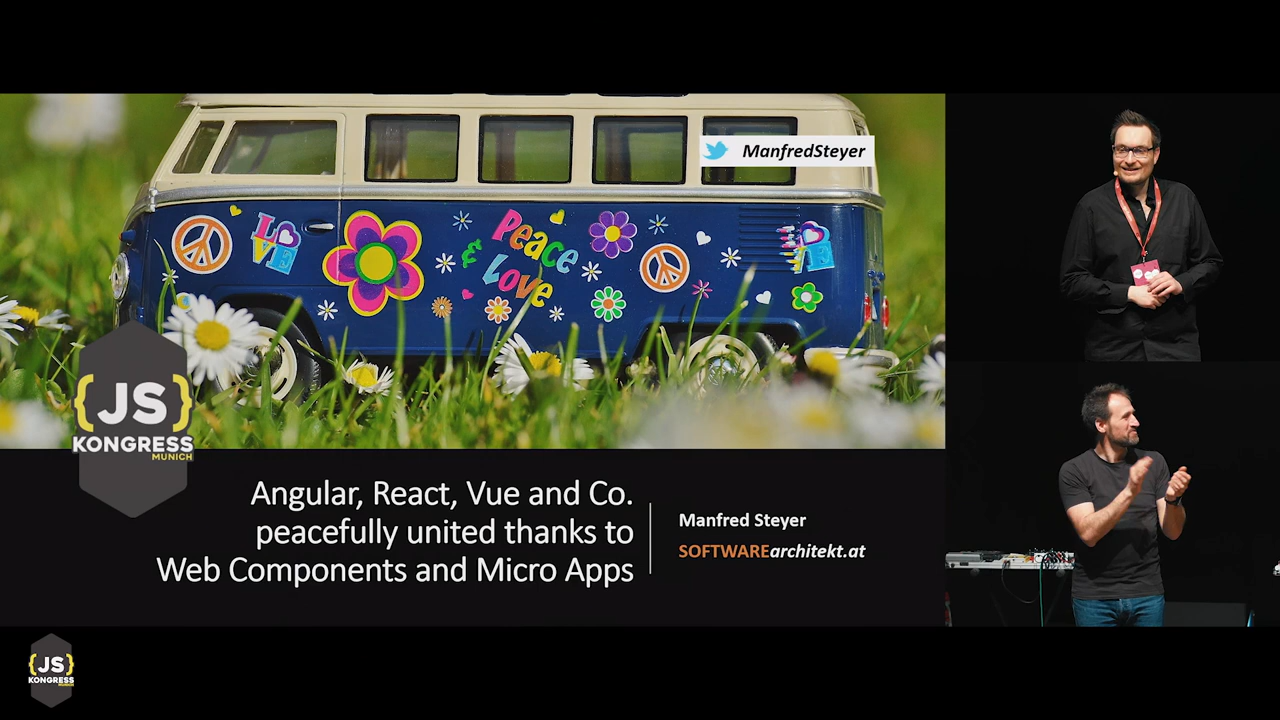 ManfredSteyer
LOVE
Peace
& Love
{JS}
KONGRESS
MUNICH
Angular, React, Vue and Co.
peacefully united thanks to
Web Components and Micro Apps
Manfred Steyer
SOFTWAREarchitekt.at
{JS}
KONGRESS
MUNICH